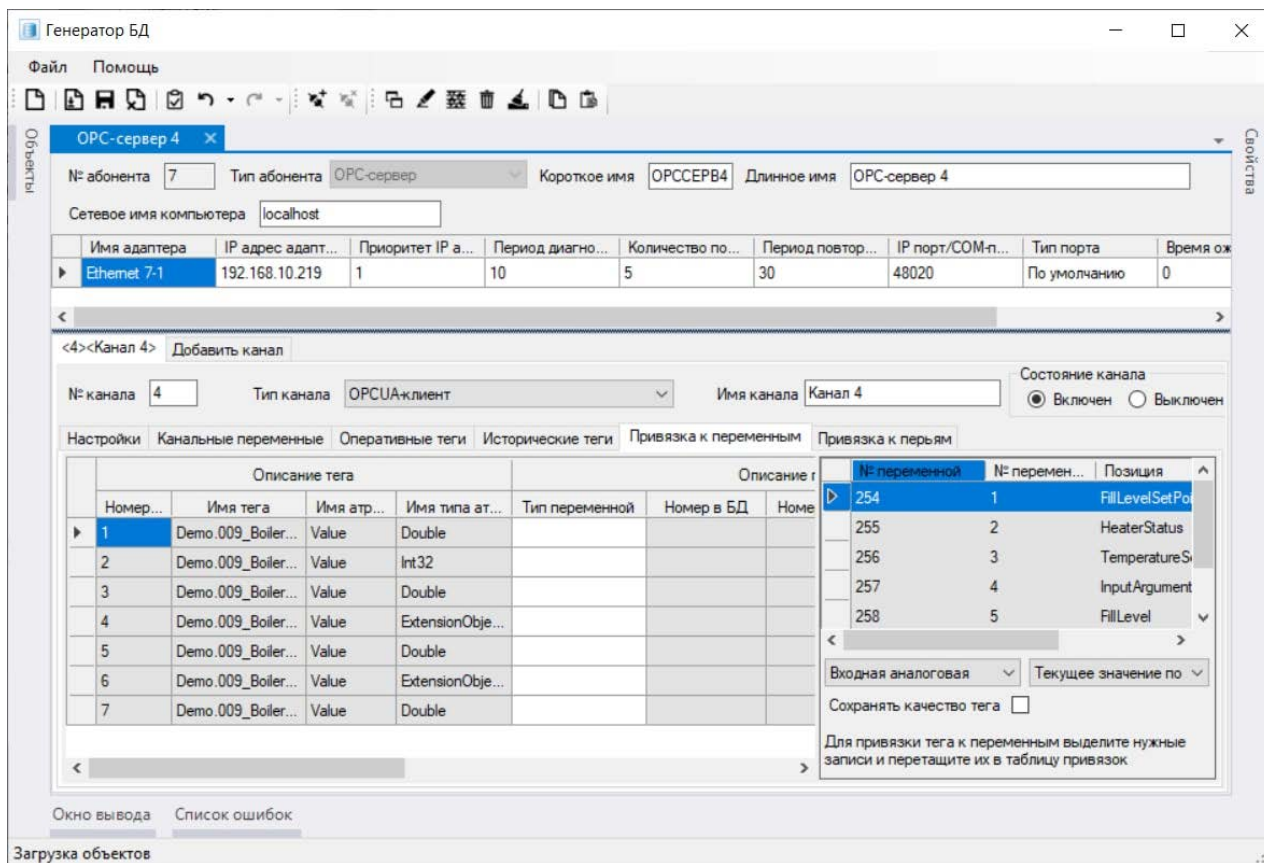 Генератор БД
Файл Помощь
Объекты
ОРС-сервер 4
Свойства
№ абонента 7 Тип абонента ОРС-сервер Короткое имя ОРССЕРВ4 Длинное имя ОРС-сервер 4
Сетевое имя компьютера localhost
Имя адаптера IP адрес адапт... Приоритет IP а... Период диагно... Количество по... Период повтор... IP порт/COM-п... Тип порта Время ож
Ethernet 7-1 192.168.10.219 1 10 5 30 48020 По умолчанию 0
<4><Канал 4> Добавить канал
№ канала 4 Тип канала OPCUA-клиент Имя канала Канал 4 Состояние канала
Включен Выключен
Настройки Канальные переменные Оперативные теги Исторические теги Привязка к переменным Привязка к перьям
Описание тега Описание г
Номер... Имя тега Имя атр... Имя типа ат... Тип переменной Номер в БД Номе
1 Demo.009_Boiler... Value Double
2 Demo.009_Boiler... Value Int32
3 Demo.009_Boiler... Value Double
4 Demo.009_Boiler... Value ExtensionObje...
5 Demo.009_Boiler... Value Double
6 Demo.009_Boiler... Value ExtensionObje...
7 Demo.009_Boiler... Value Double
№ переменной № перемен... Позиция
254 1 FillLevelSetPoi
255 2 HeaterStatus
256 3 TemperatureS
257 4 InputArgument
258 5 FillLevel
Входная аналоговая Текущее значение по
Сохранять качество тега
Для привязки тега к переменным выделите нужные
записи и перетащите их в таблицу привязок
Окно вывода Список ошибок
Загрузка объектов